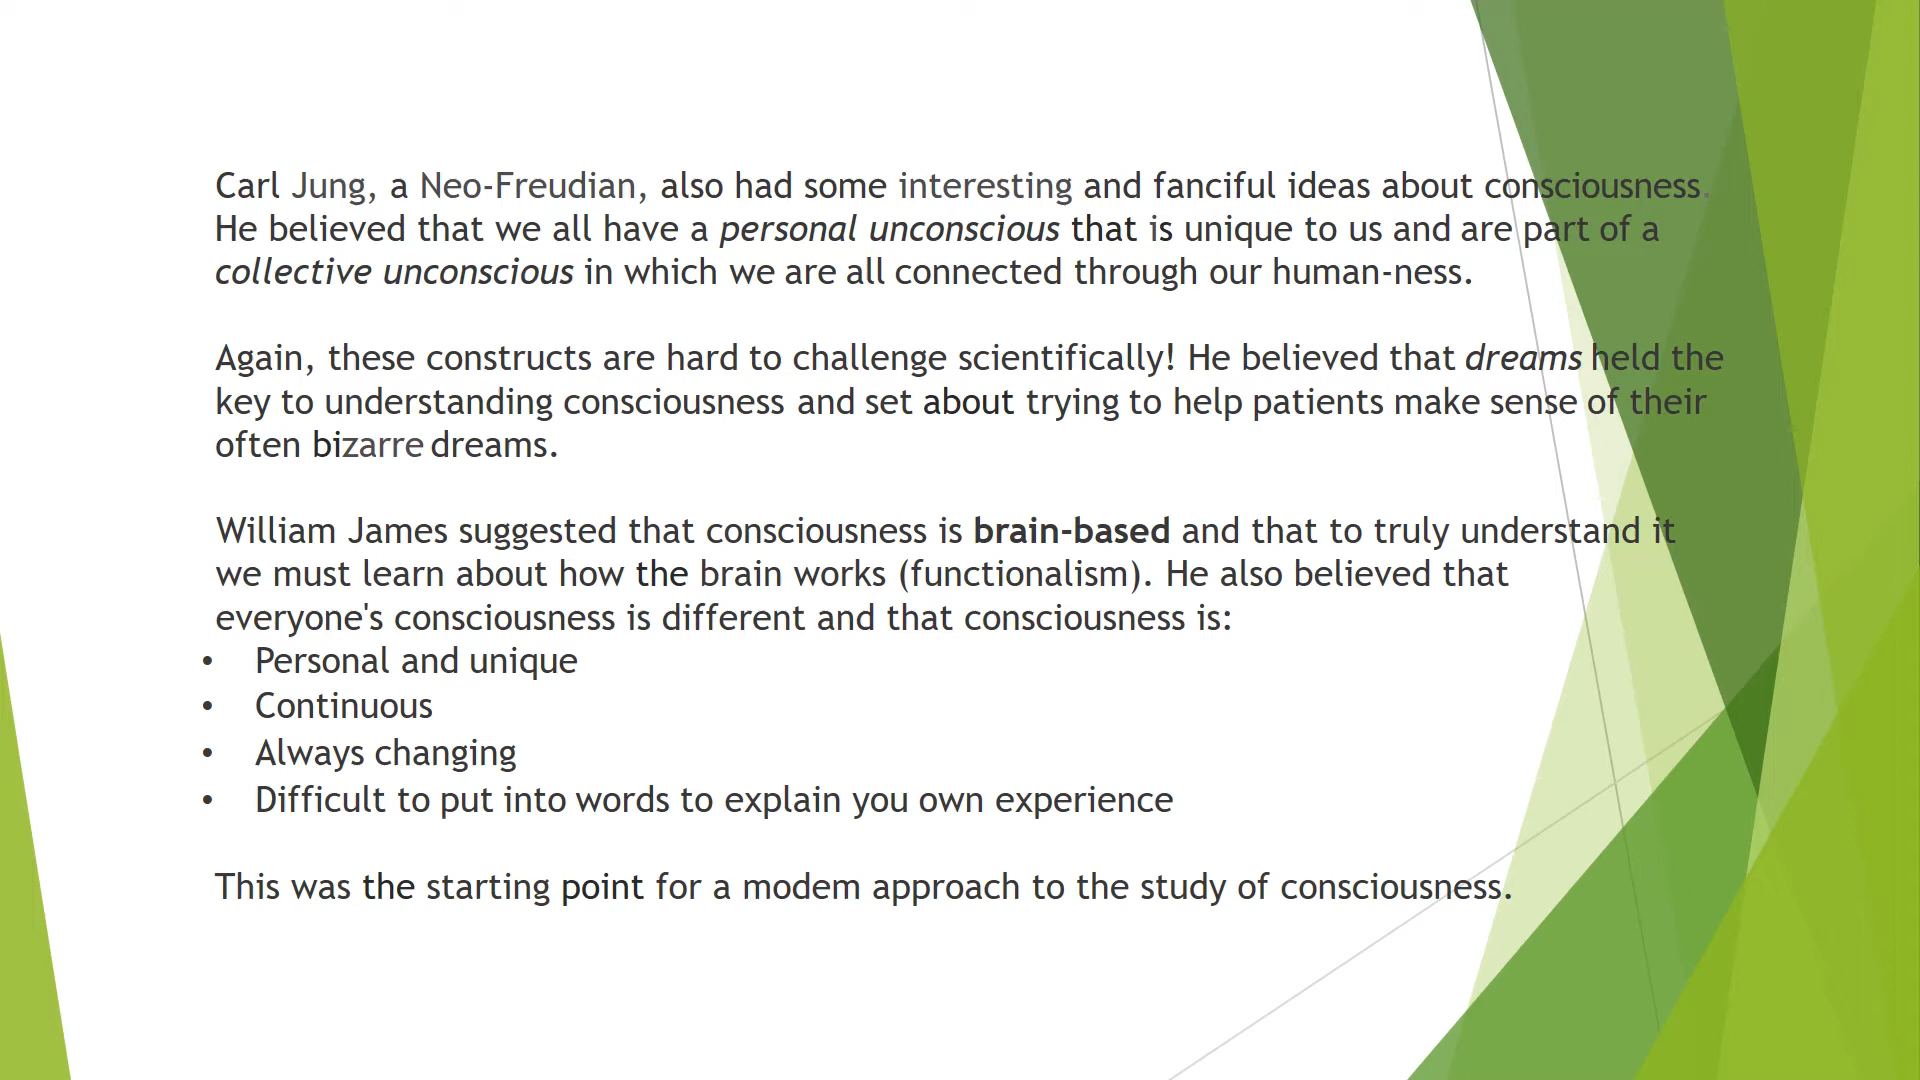 Carl Jung, a Neo-Freudian, also had some interesting and fanciful ideas about consciousness.
He believed that we all have a personal unconscious that is unique to us and are part of a
collective unconscious in which we are all connected through our human-ness.
Again, these constructs are hard to challenge scientifically! He believed that dreams held the
key to understanding consciousness and set about trying to help patients make sense of their
often bizarre dreams.
William James suggested that consciousness is brain-based and that to truly understand it
we must learn about how the brain works (functionalism). He also believed that
everyone's consciousness is different and that consciousness is:
• Personal and unique
• Continuous
• Always changing
• Difficult to put into words to explain you own experience
This was the starting point for a modem approach to the study of consciousness.